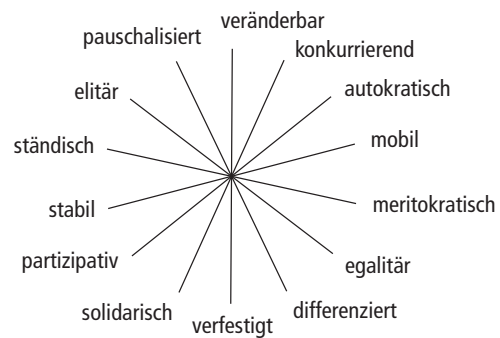 veränderbar
pauschalisiert
konkurrierend
elitär
autokratisch
ständisch
mobil
stabil
meritokratisch
partizipativ
egalitär
solidarisch
differenziert
verfestigt